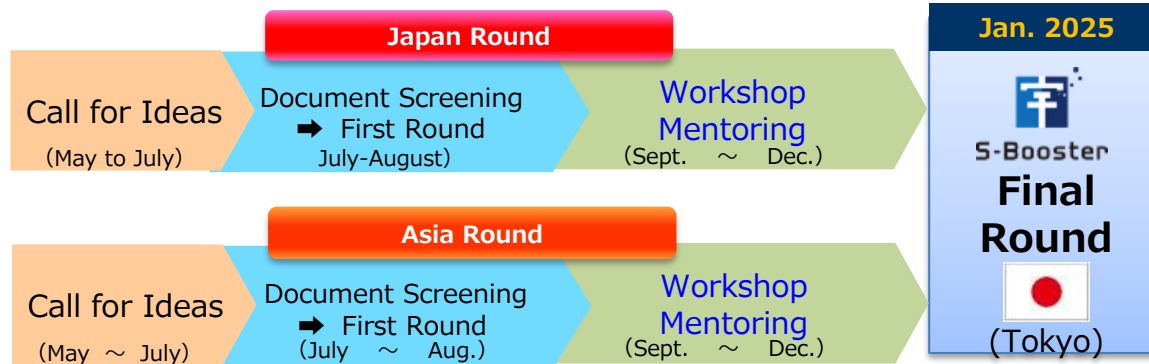 Japan Round
Call for Ideas
（May to July）
Document Screening
➡ First Round
July-August）
Workshop
Mentoring
（Sept. ～ Dec.）
Asia Round
Call for Ideas
（May ～ July）
Document Screening
➡ First Round
（July ～ Aug.）
Workshop
Mentoring
（Sept. ～ Dec.）
Jan. 2025
S-Booster
Final
Round
(Tokyo)